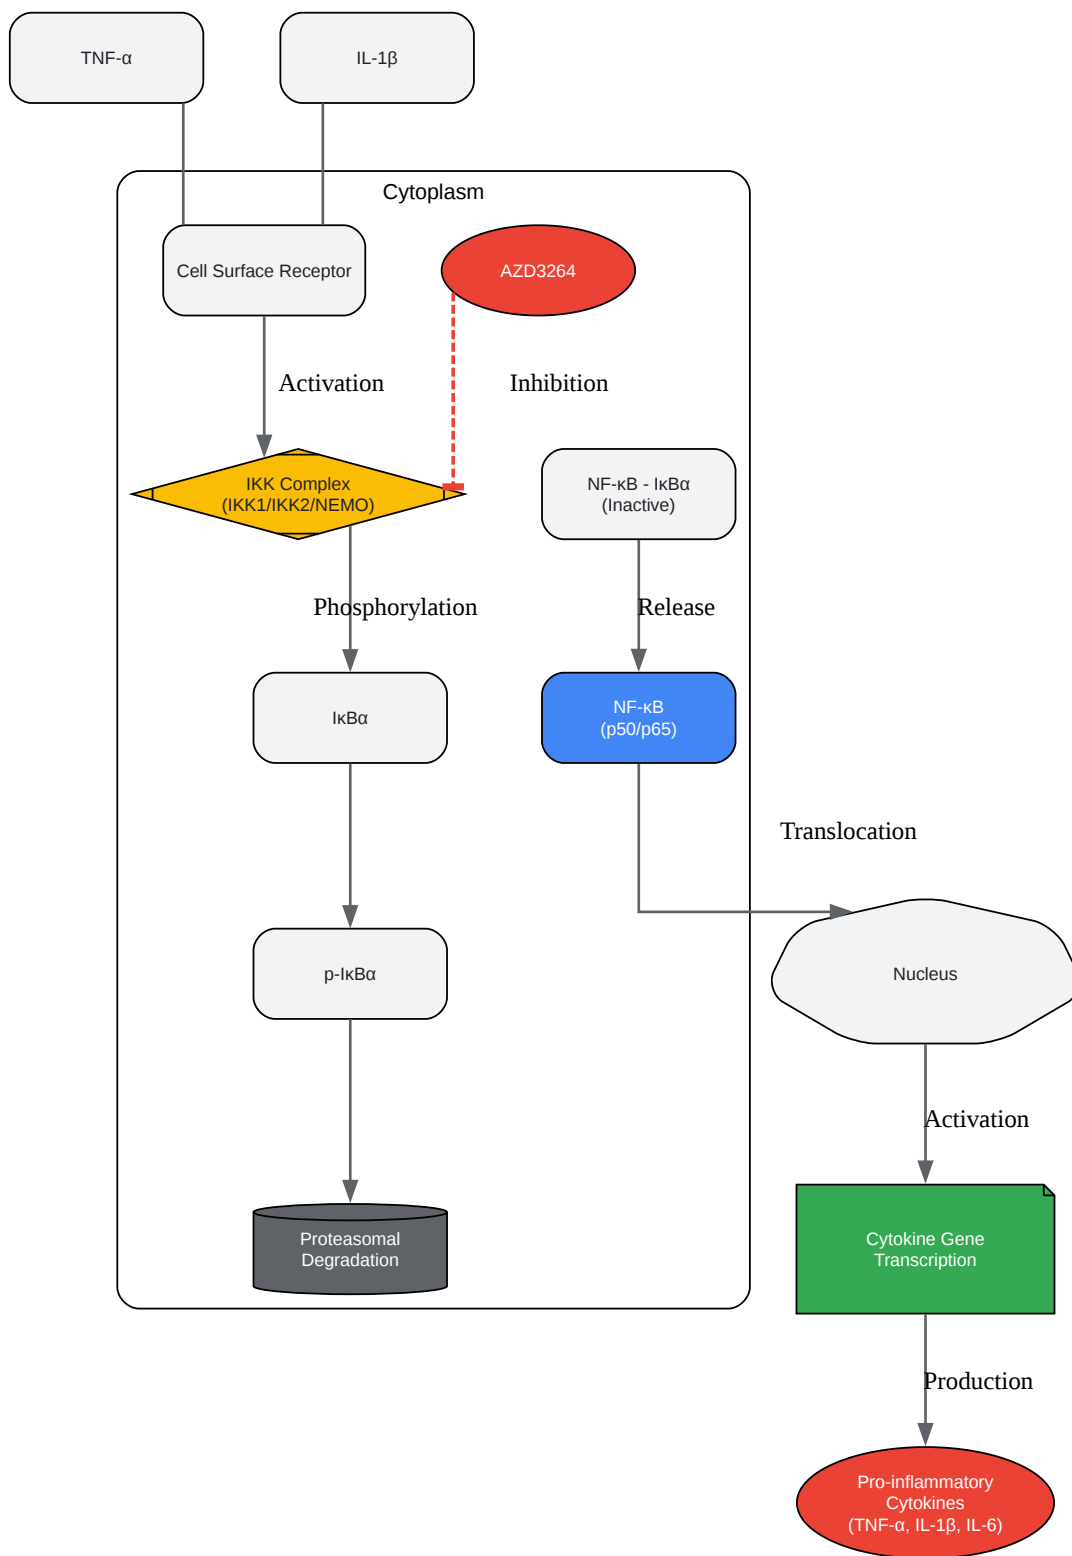 TNF-α
IL-1β
Cytoplasm
Cell Surface Receptor
AZD3264
Activation
Inhibition
IKK Complex
(IKK1/IKK2/NEMO)
NF-κB - IκBα
(Inactive)
Phosphorylation
Release
IκBα
NF-κB
(p50/p65)
Translocation
p-IκBα
Nucleus
Activation
Proteasomal
Degradation
Cytokine Gene
Transcription
Production
Pro-inflammatory
Cytokines
(TNF-α, IL-1β, IL-6)